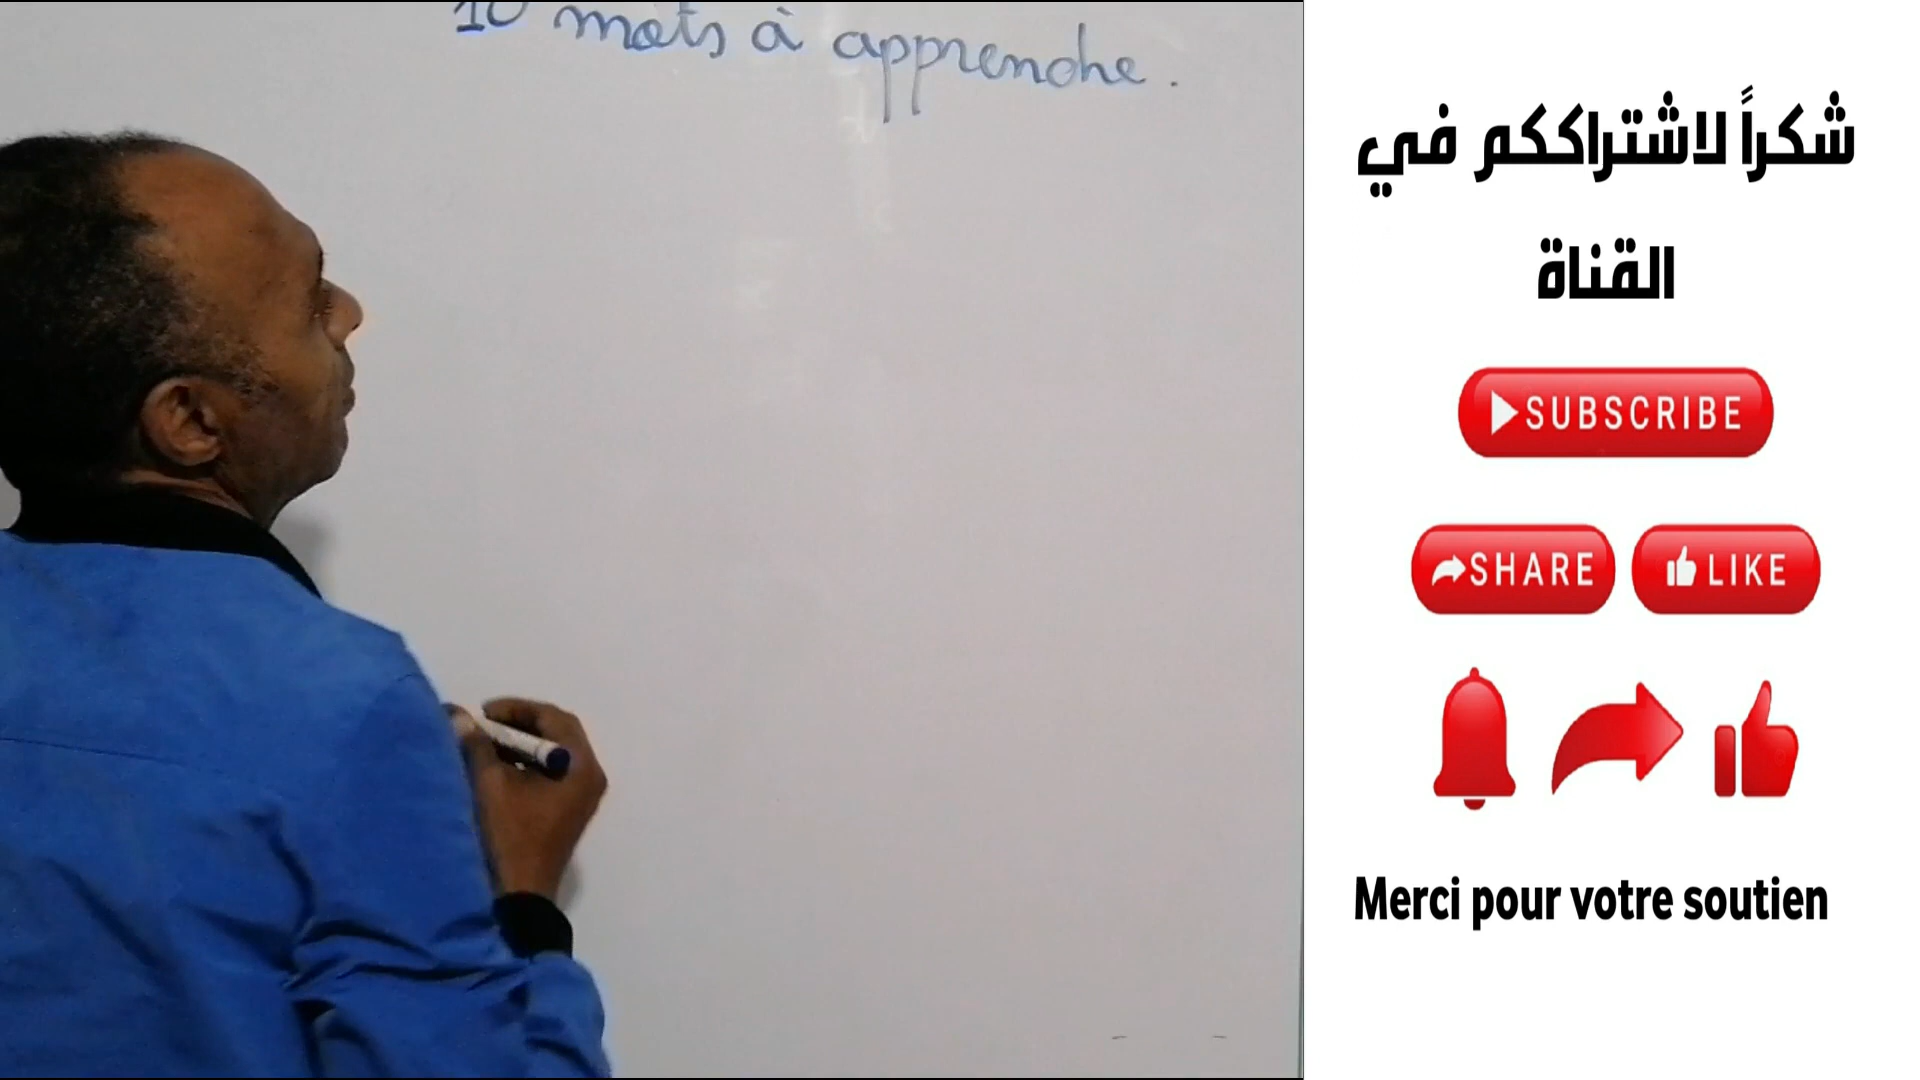 10 mots à apprendre.
شكراً لاشتراككم في
القناة
SUBSCRIBE
SHARE
LIKE
Merci pour votre soutien